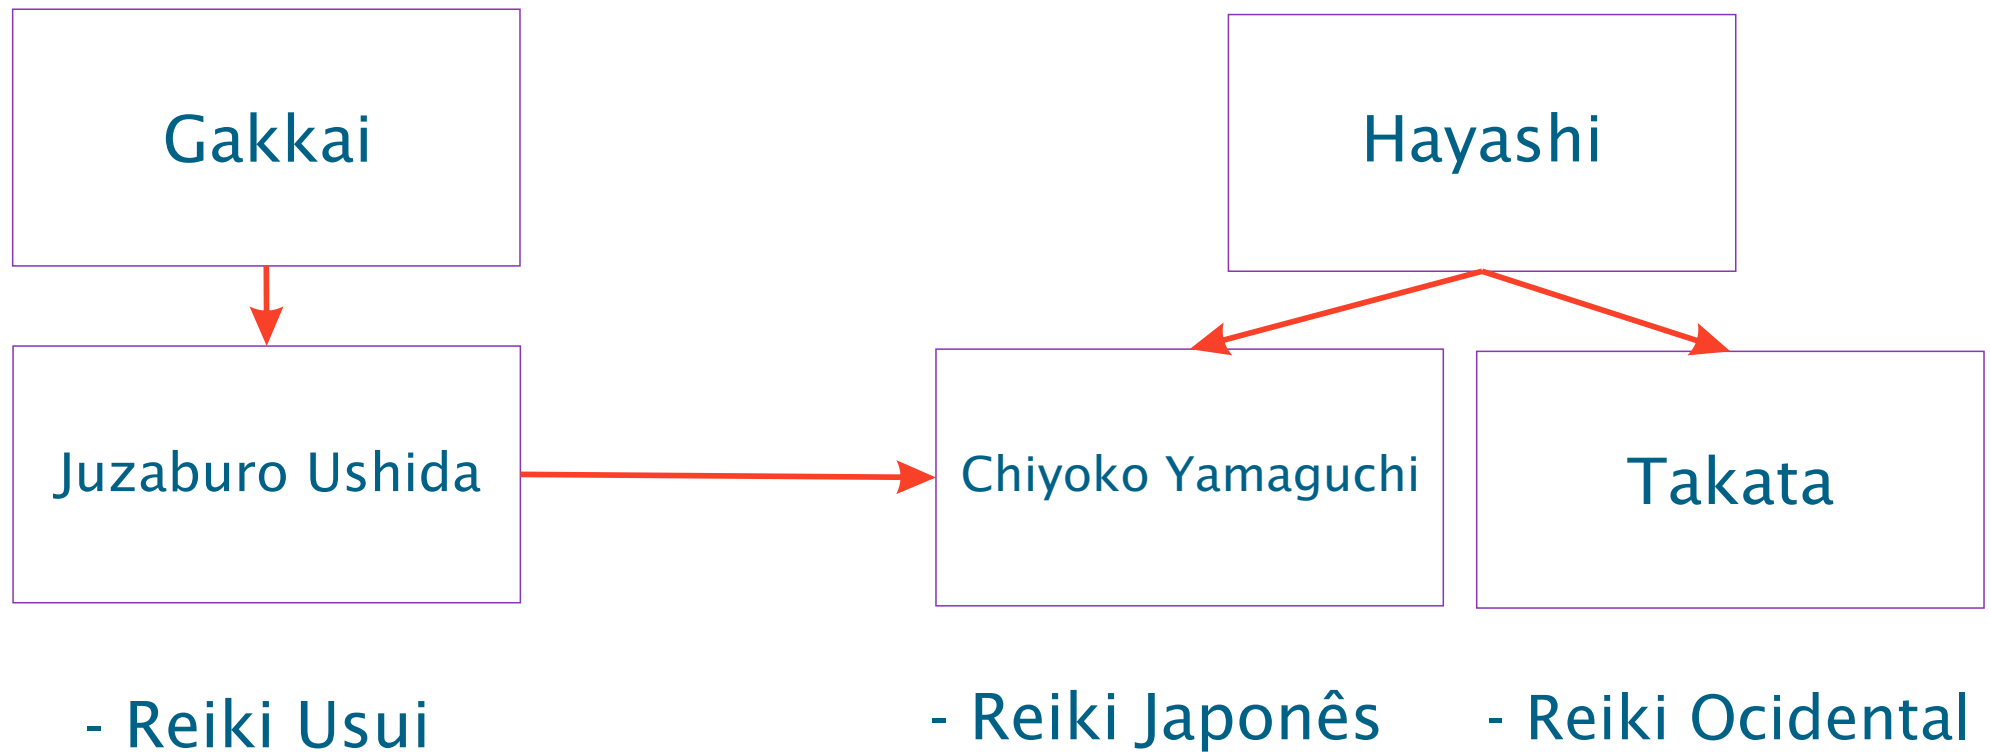 Gakkai
Hayashi
Juzaburo Ushida
Chiyoko Yamaguchi
Takata
- Reiki Usui
- Reiki Japonês
- Reiki Ocidental